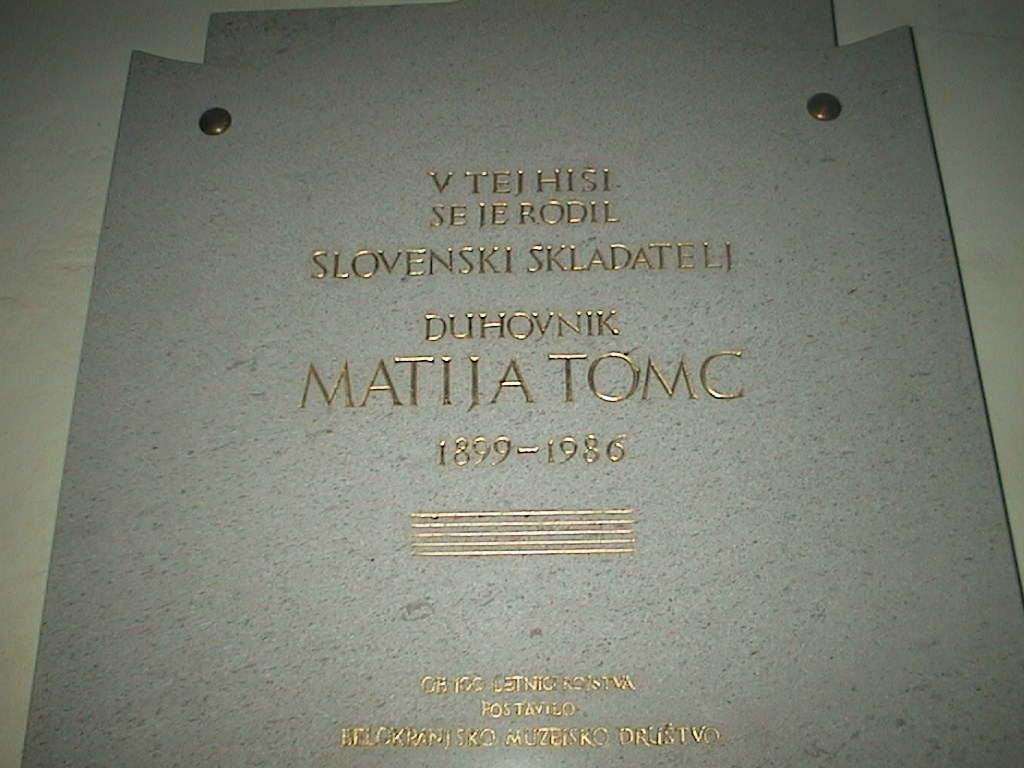 V TEJ HIŠI
SE JE RODIL
SLOVENSKI SKLADATELJ
DUHOVNIK
MATIJA TOMC
1899-1986
OB 100 LETNICI ROJSTVA
POSTAVILO
BELOKRANJSKO MUZEJSKO DRUŠTVO